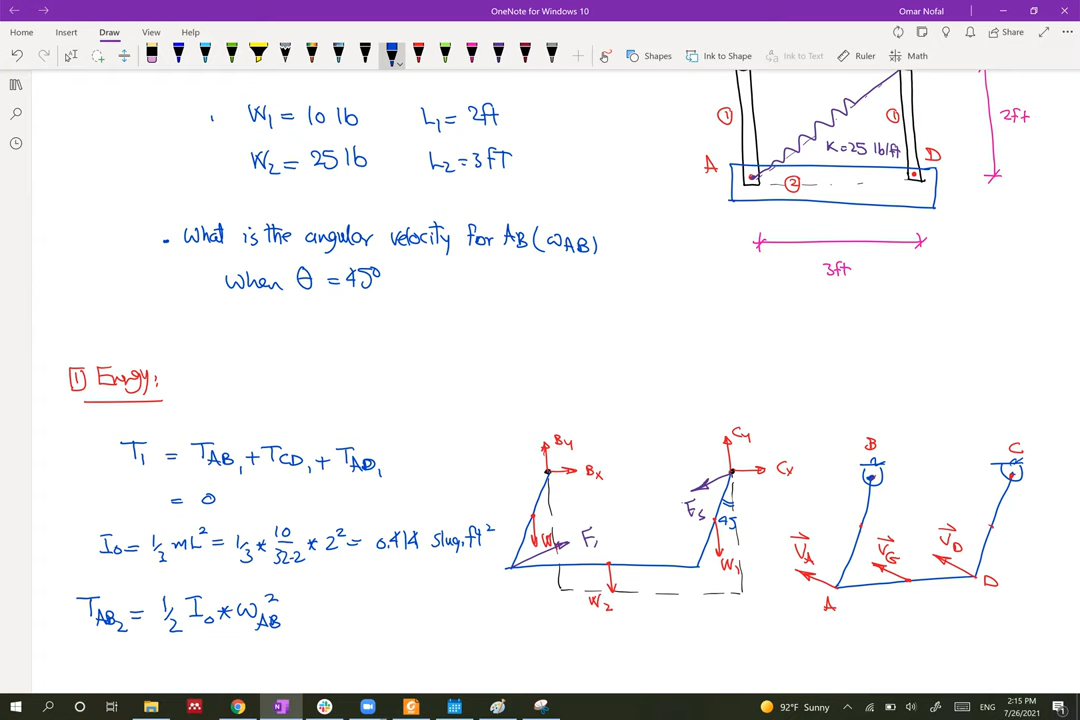 OneNote for Windows 10
Omar Nofal
Home Insert Draw View Help
Share
Shapes
Ink to Shape
Ink to Text
Ruler
Math
W1 = 10 lb L1 = 2ft
W2 = 25 lb L2 = 3FT
• What is the angular velocity for AB (ωAB)
when θ = 45°
① ①
2ft
K=25 lb/ft
A D
②
3ft
1 Energy:
T1 = TAB1 + TCD1 + TAD1
= 0
Io = 1/3 mL² = 1/3 * 10/32.2 * 2² = 0.414 slug.ft²
TAB2 = 1/2 Io * ωAB²
By
Bx
Cy
Cx
Fs
45
W1
W2
B C
VA
VG
VD
A D
92°F Sunny
ENG
2:15 PM
7/26/2021